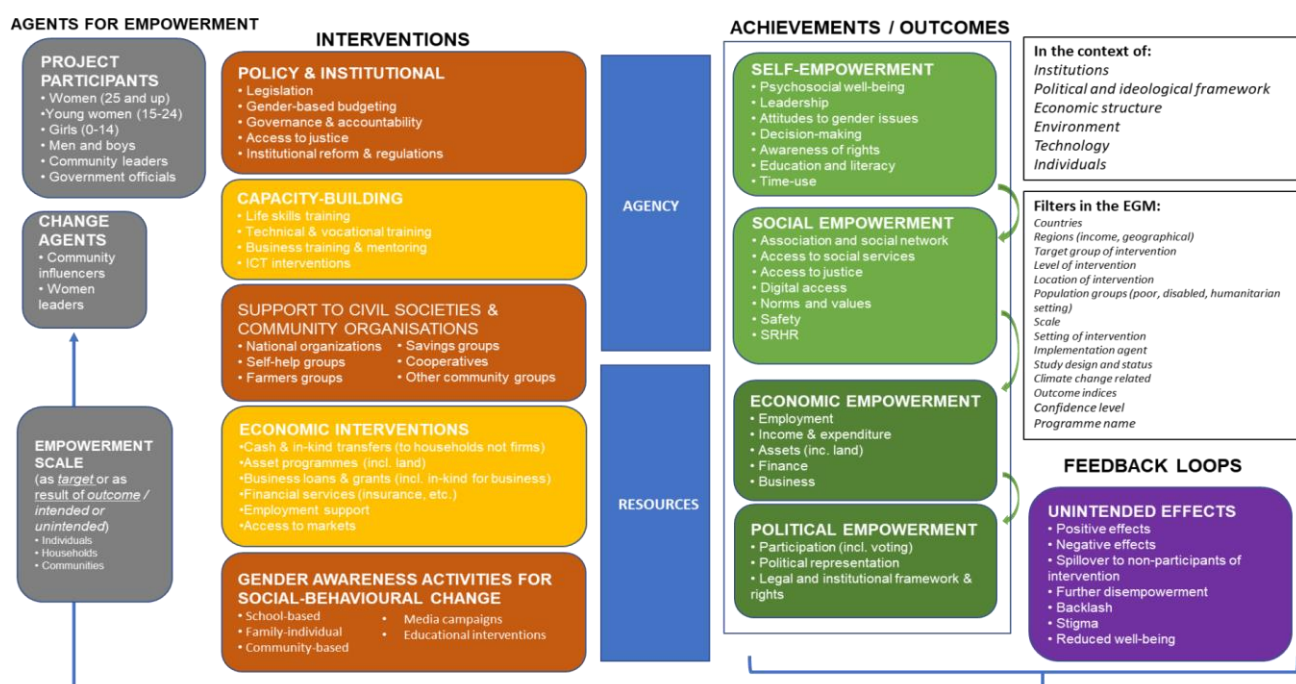 AGENTS FOR EMPOWERMENT
PROJECT
PARTICIPANTS
• Women (25 and up)
•Young women (15-24)
• Girls (0-14)
• Men and boys
• Community leaders
• Government officials
CHANGE
AGENTS
• Community
influencers
• Women
leaders
EMPOWERMENT
SCALE
(as target or as
result of outcome /
intended or
unintended)
• Individuals
• Households
• Communities
INTERVENTIONS
POLICY & INSTITUTIONAL
• Legislation
• Gender-based budgeting
• Governance & accountability
• Access to justice
• Institutional reform & regulations
CAPACITY-BUILDING
• Life skills training
• Technical & vocational training
• Business training & mentoring
• ICT interventions
SUPPORT TO CIVIL SOCIETIES &
COMMUNITY ORGANISATIONS
• National organizations
• Self-help groups
• Farmers groups
• Savings groups
• Cooperatives
• Other community groups
ECONOMIC INTERVENTIONS
•Cash & in-kind transfers (to households not firms)
•Asset programmes (incl. land)
•Business loans & grants (incl. in-kind for business)
•Financial services (insurance, etc.)
•Employment support
•Access to markets
GENDER AWARENESS ACTIVITIES FOR
SOCIAL-BEHAVIOURAL CHANGE
• School-based
• Family-individual
• Community-based
• Media campaigns
• Educational interventions
AGENCY
RESOURCES
ACHIEVEMENTS / OUTCOMES
SELF-EMPOWERMENT
• Psychosocial well-being
• Leadership
• Attitudes to gender issues
• Decision-making
• Awareness of rights
• Education and literacy
• Time-use
SOCIAL EMPOWERMENT
• Association and social network
• Access to social services
• Access to justice
• Digital access
• Norms and values
• Safety
• SRHR
ECONOMIC EMPOWERMENT
• Employment
• Income & expenditure
• Assets (inc. land)
• Finance
• Business
POLITICAL EMPOWERMENT
• Participation (incl. voting)
• Political representation
• Legal and institutional framework &
rights
In the context of:
Institutions
Political and ideological framework
Economic structure
Environment
Technology
Individuals
Filters in the EGM:
Countries
Regions (income, geographical)
Target group of intervention
Level of intervention
Location of intervention
Population groups (poor, disabled, humanitarian
setting)
Scale
Setting of intervention
Implementation agent
Study design and status
Climate change related
Outcome indices
Confidence level
Programme name
FEEDBACK LOOPS
UNINTENDED EFFECTS
• Positive effects
• Negative effects
• Spillover to non-participants of
intervention
• Further disempowerment
• Backlash
• Stigma
• Reduced well-being